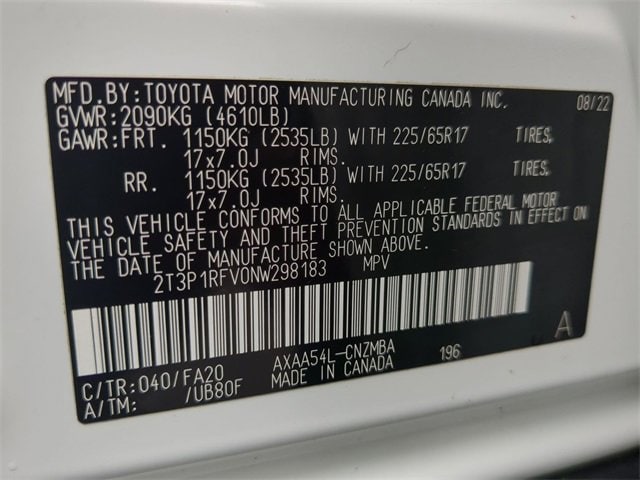 MFD.BY:TOYOTA MOTOR MANUFACTURING CANADA INC. 08/22
GVWR:2090KG (4610LB)
GAWR:FRT. 1150KG (2535LB) WITH 225/65R17 TIRES,
17x7.0J RIMS.
RR. 1150KG (2535LB) WITH 225/65R17 TIRES,
17x7.0J RIMS.
THIS VEHICLE CONFORMS TO ALL APPLICABLE FEDERAL MOTOR
VEHICLE SAFETY AND THEFT PREVENTION STANDARDS IN EFFECT ON
THE DATE OF MANUFACTURE SHOWN ABOVE.
2T3P1RFV0NW298183 MPV
A
C/TR:040/FA20 AXAA54L-CNZMBA 196
A/TM: /UB80F MADE IN CANADA